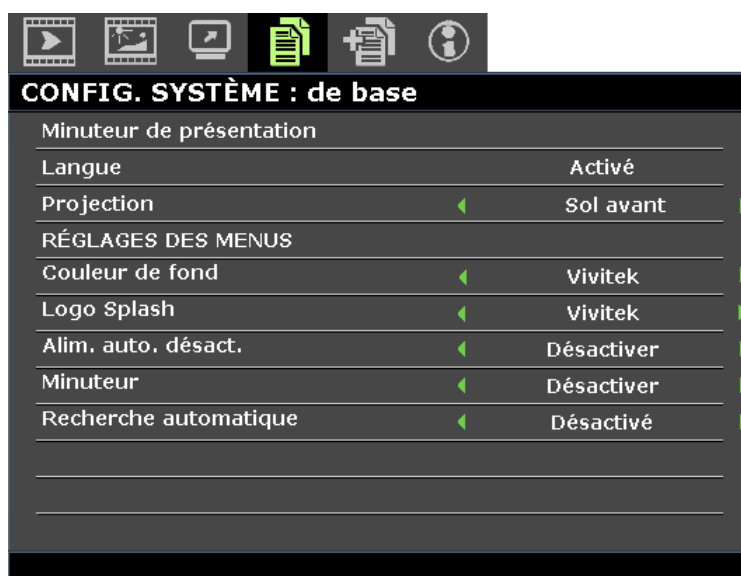 CONFIG. SYSTÈME : de base
Minuteur de présentation
Langue Activé
Projection Sol avant
RÉGLAGES DES MENUS
Couleur de fond Vivitek
Logo Splash Vivitek
Alim. auto. désact. Désactiver
Minuteur Désactiver
Recherche automatique Désactivé